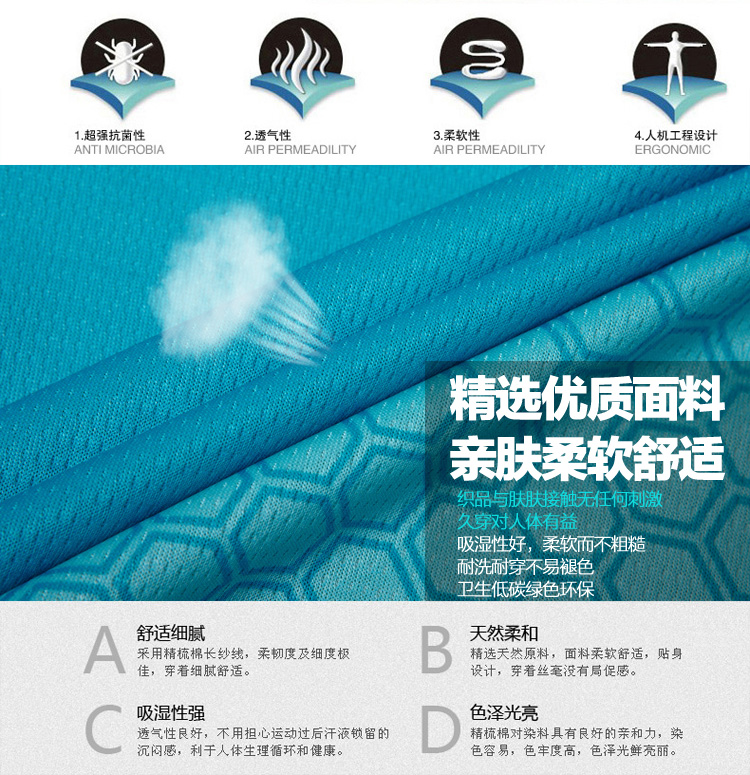 1.超强抗菌性
ANTI MICROBIA
2.透气性
AIR PERMEADILITY
3.柔软性
AIR PERMEADILITY
4.人机工程设计
ERGONOMIC
精选优质面料
亲肤柔软舒适
织品与肤肤接触无任何刺激
久穿对人体有益
吸湿性好，柔软而不粗糙
耐洗耐穿不易褪色
卫生低碳绿色环保
A
舒适细腻
采用精梳棉长纱线，柔韧度及细度极
佳，穿着细腻舒适。
B
天然柔和
精选天然原料，面料柔软舒适，贴身
设计，穿着丝毫没有局促感。
C
吸湿性强
透气性良好，不用担心运动过后汗液锁留的
沉闷感，利于人体生理循环和健康。
D
色泽光亮
精梳棉对染料具有良好的亲和力，染
色容易，色牢度高，色泽光鲜亮丽。